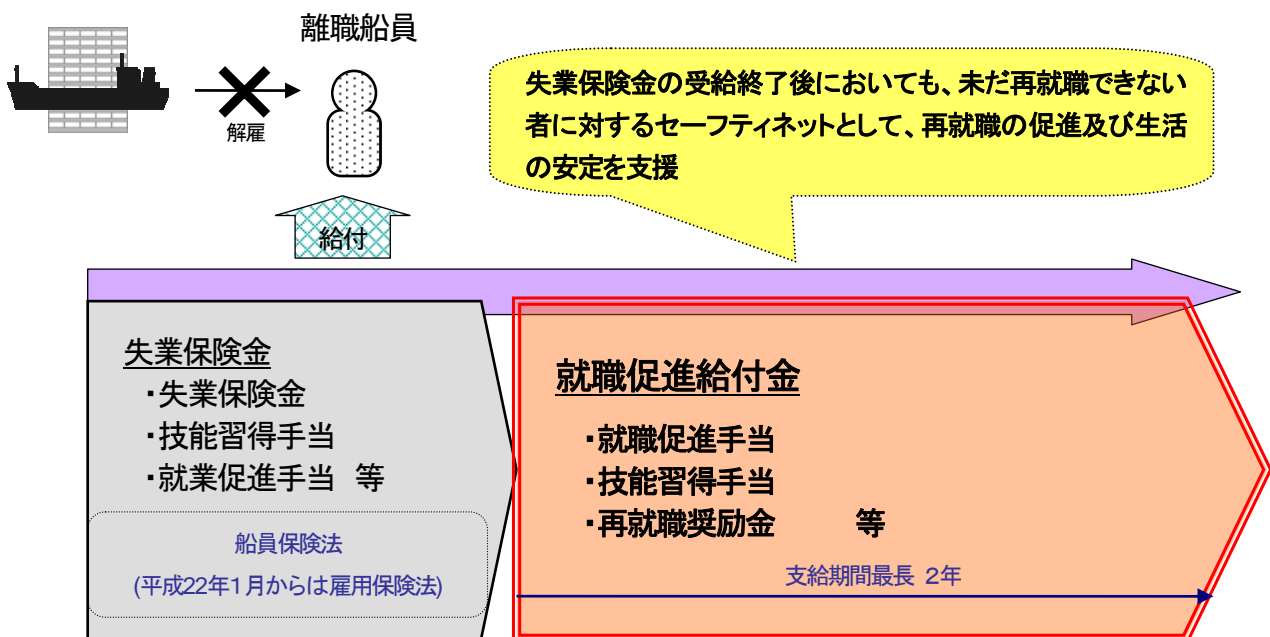 離職船員
解雇
失業保険金の受給終了後においても、未だ再就職できない
者に対するセーフティネットとして、再就職の促進及び生活
の安定を支援
給付
失業保険金
・失業保険金
・技能習得手当
・就業促進手当 等
船員保険法
(平成22年1月からは雇用保険法)
就職促進給付金
・就職促進手当
・技能習得手当
・再就職奨励金 等
支給期間最長 2年